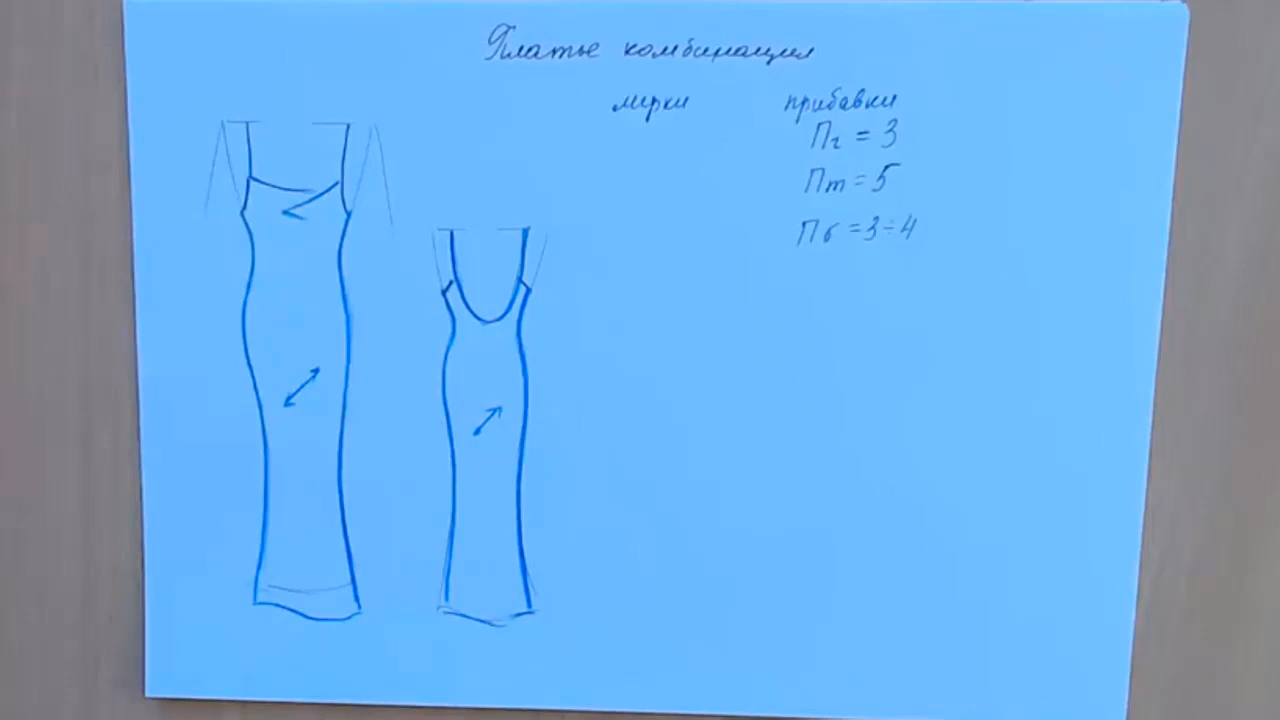 Платье комбинация
мерки прибавки
Пг = 3
Пт = 5
Пб = 3÷4